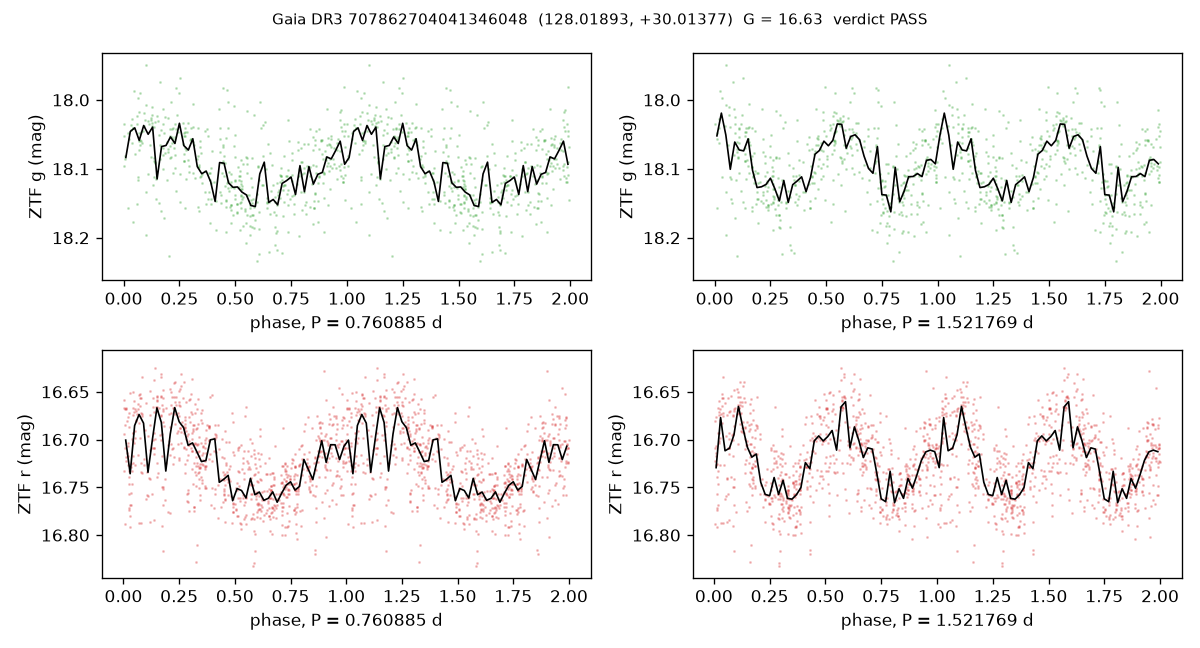 Gaia DR3 707862704041346048 (128.01893, +30.01377) G = 16.63 verdict PASS
ZTF g (mag)
18.0
18.1
18.2
0.00 0.25 0.50 0.75 1.00 1.25 1.50 1.75 2.00
phase, P = 0.760885 d
ZTF g (mag)
18.0
18.1
18.2
0.00 0.25 0.50 0.75 1.00 1.25 1.50 1.75 2.00
phase, P = 1.521769 d
ZTF r (mag)
16.65
16.70
16.75
16.80
0.00 0.25 0.50 0.75 1.00 1.25 1.50 1.75 2.00
phase, P = 0.760885 d
ZTF r (mag)
16.65
16.70
16.75
16.80
0.00 0.25 0.50 0.75 1.00 1.25 1.50 1.75 2.00
phase, P = 1.521769 d